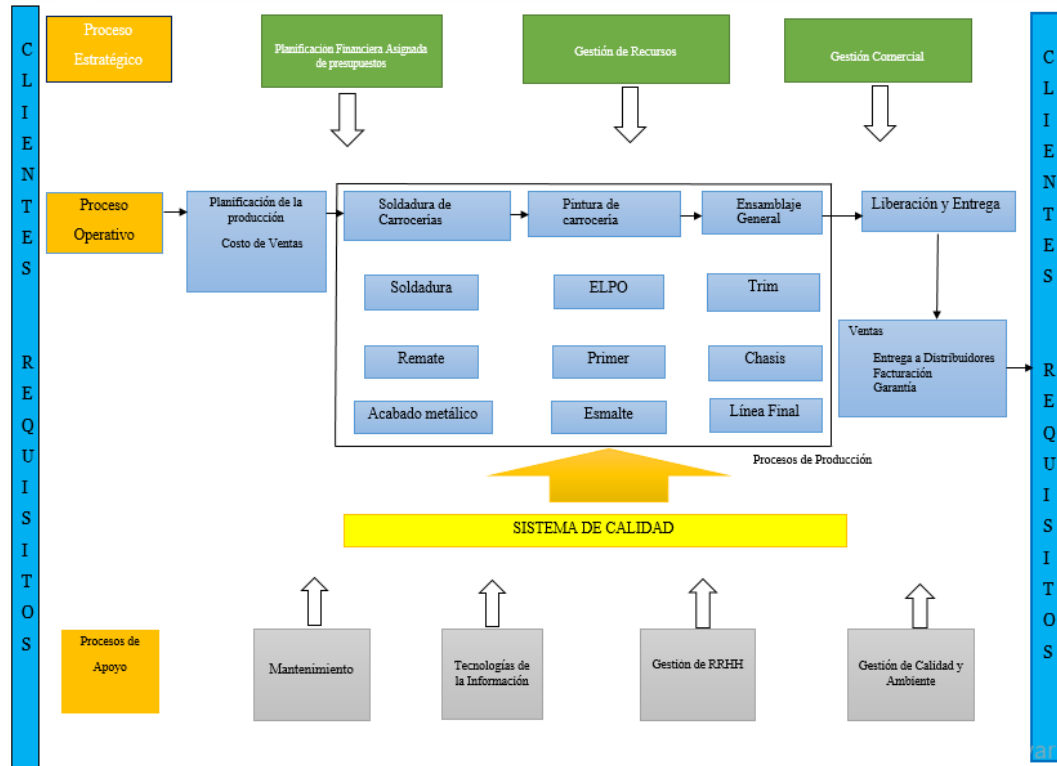 CLIENTES REQUISITOS
Proceso
Estratégico
Planificación Financiera Asignada
de presupuestos
Gestión de Recursos
Gestión Comercial
Proceso
Operativo
Planificación de la
producción
Costo de Ventas
Soldadura de
Carrocerías
Pintura de
carrocería
Ensamblaje
General
Liberación y Entrega
Soldadura
ELPO
Trim
Remate
Primer
Chasis
Acabado metálico
Esmalte
Línea Final
Ventas
Entrega a Distribuidores
Facturación
Garantía
Procesos de Producción
SISTEMA DE CALIDAD
Procesos de
Apoyo
Mantenimiento
Tecnologías de
la Información
Gestión de RRHH
Gestión de Calidad y
Ambiente
CLIENTES REQUISITOS